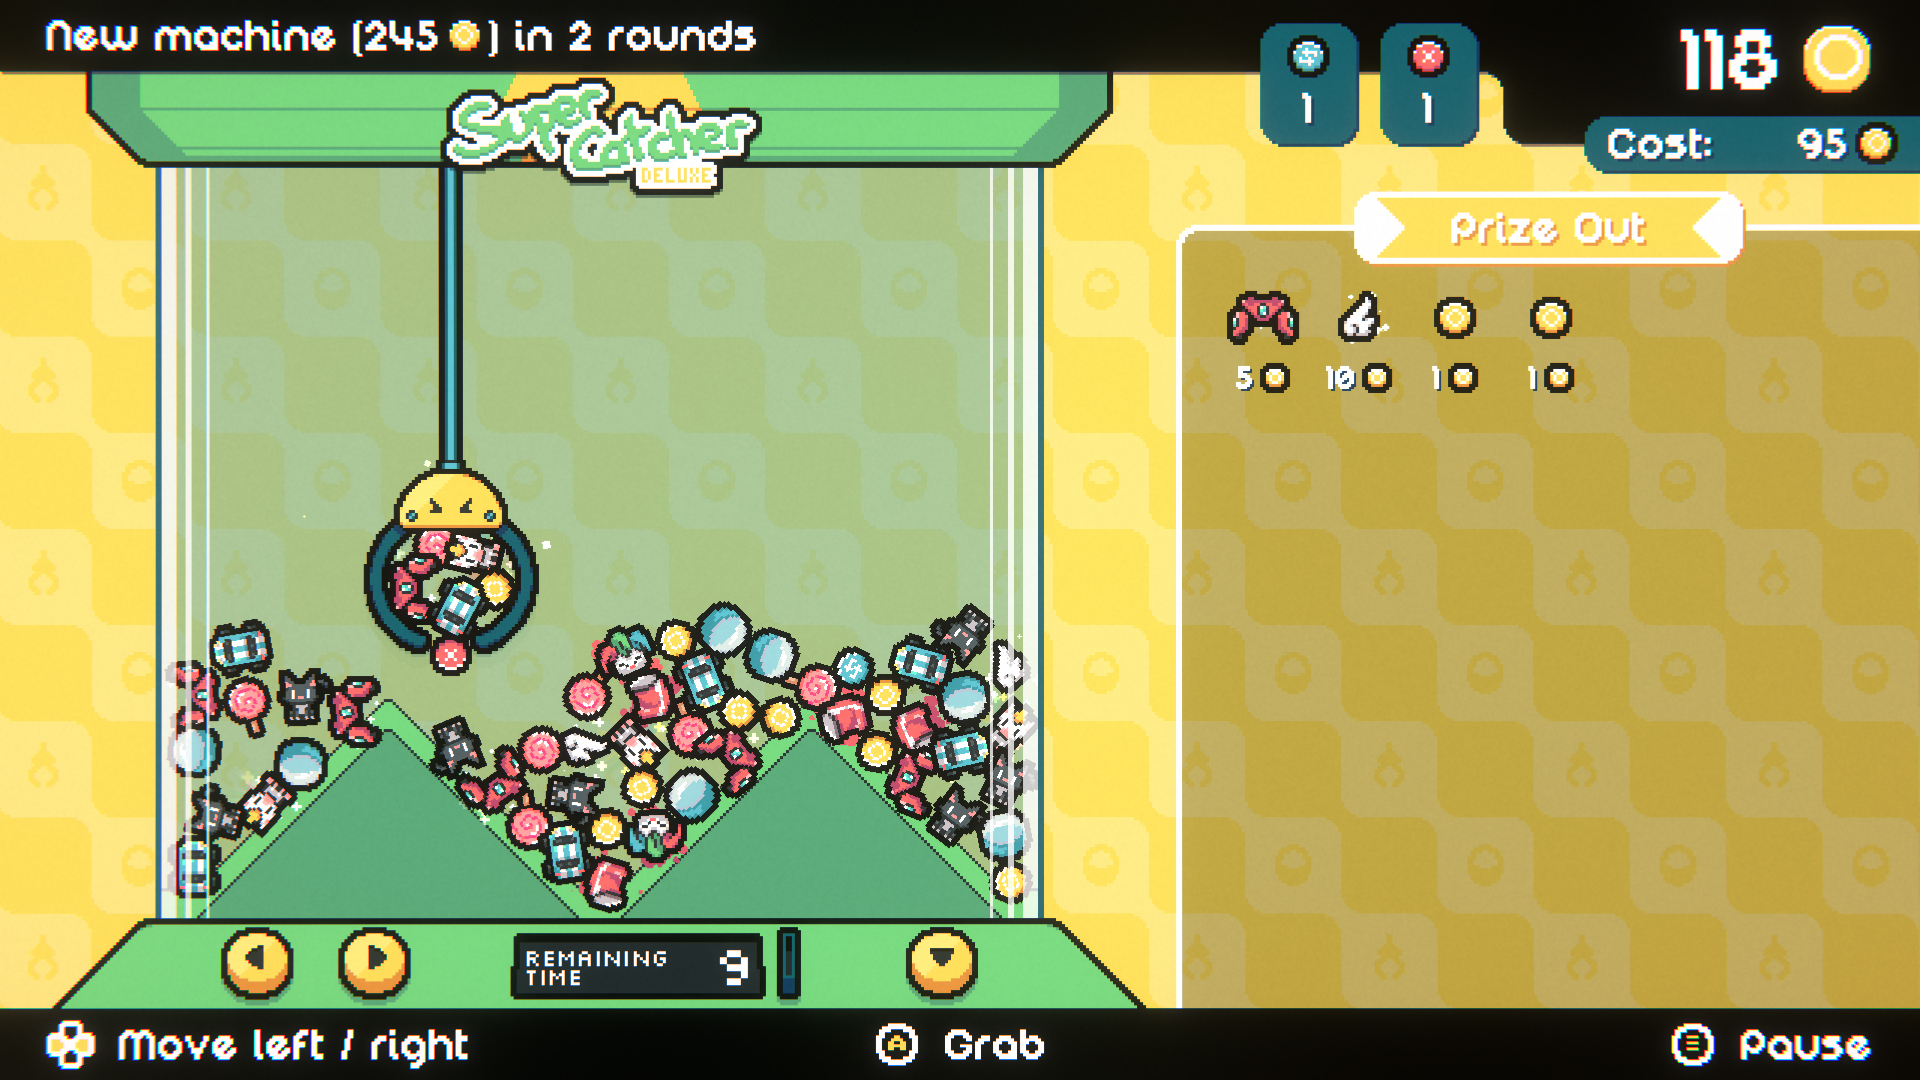 New machine (245 ) in 2 rounds
1
1
118
Cost: 95
Super
Catcher
DELUXE
Prize Out
5 10 1 1
REMAINING
TIME
9
Move left / right
A Grab
Pause